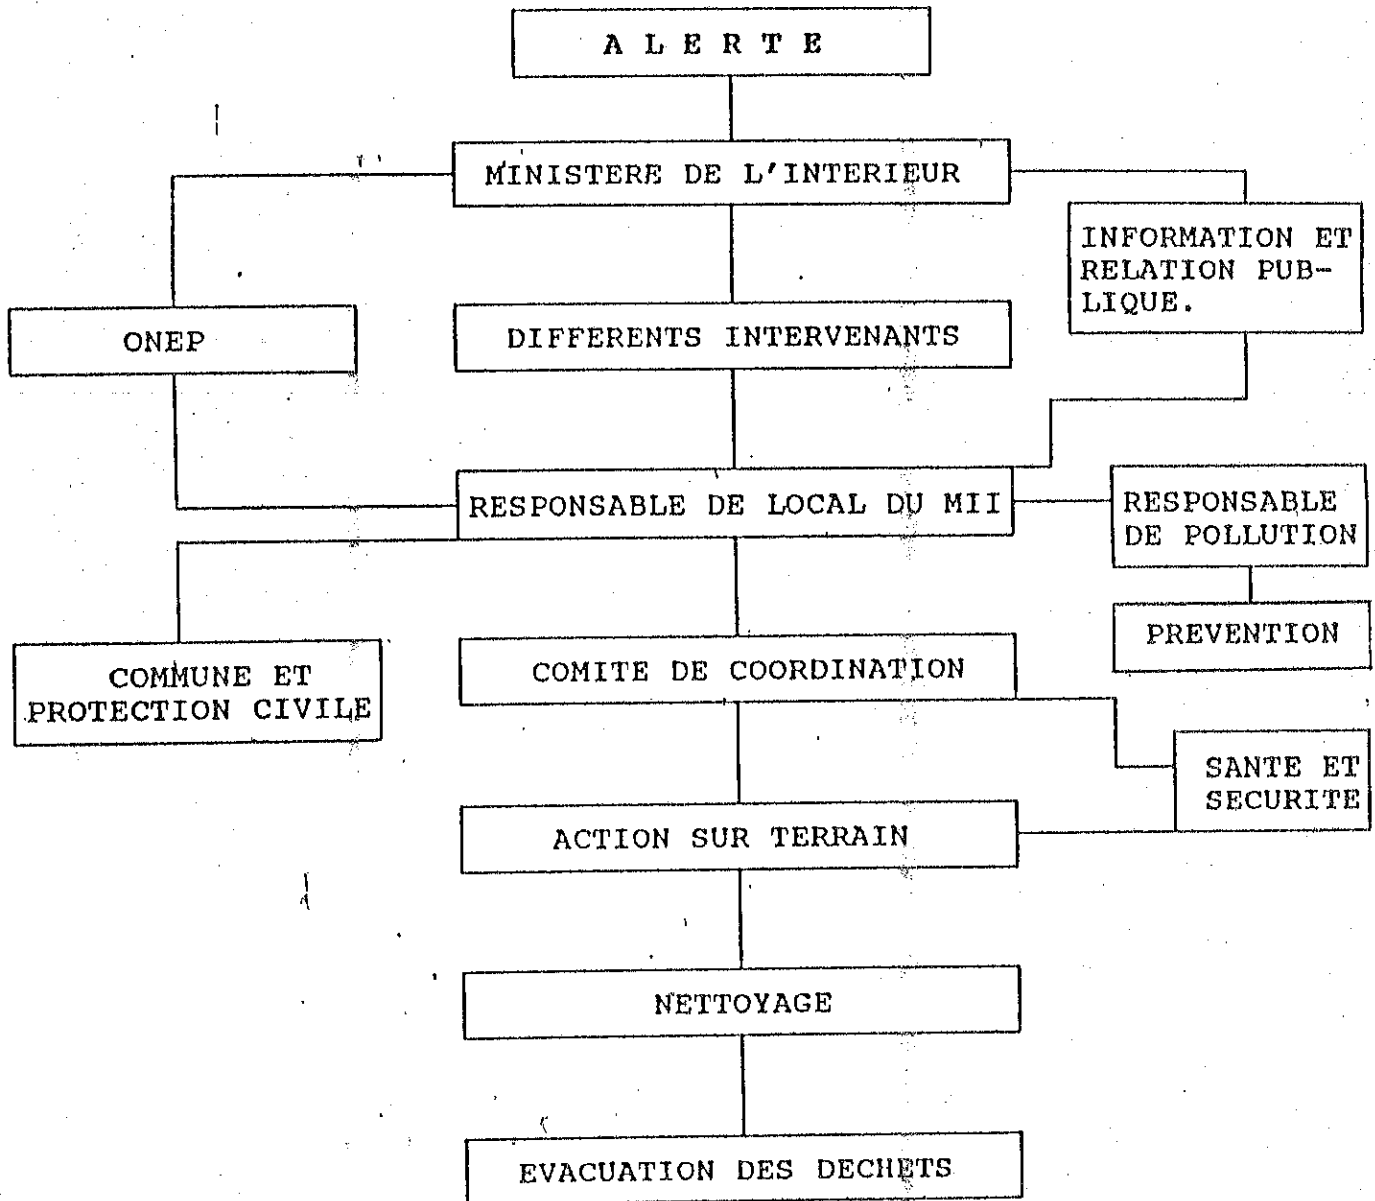 A L E R T E
MINISTERE DE L'INTERIEUR
INFORMATION ET
RELATION PUB-
LIQUE.
ONEP
DIFFERENTS INTERVENANTS
RESPONSABLE DE LOCAL DU MII
RESPONSABLE
DE POLLUTION
PREVENTION
COMMUNE ET
PROTECTION CIVILE
COMITE DE COORDINATION
SANTE ET
SECURITE
ACTION SUR TERRAIN
NETTOYAGE
EVACUATION DES DECHETS